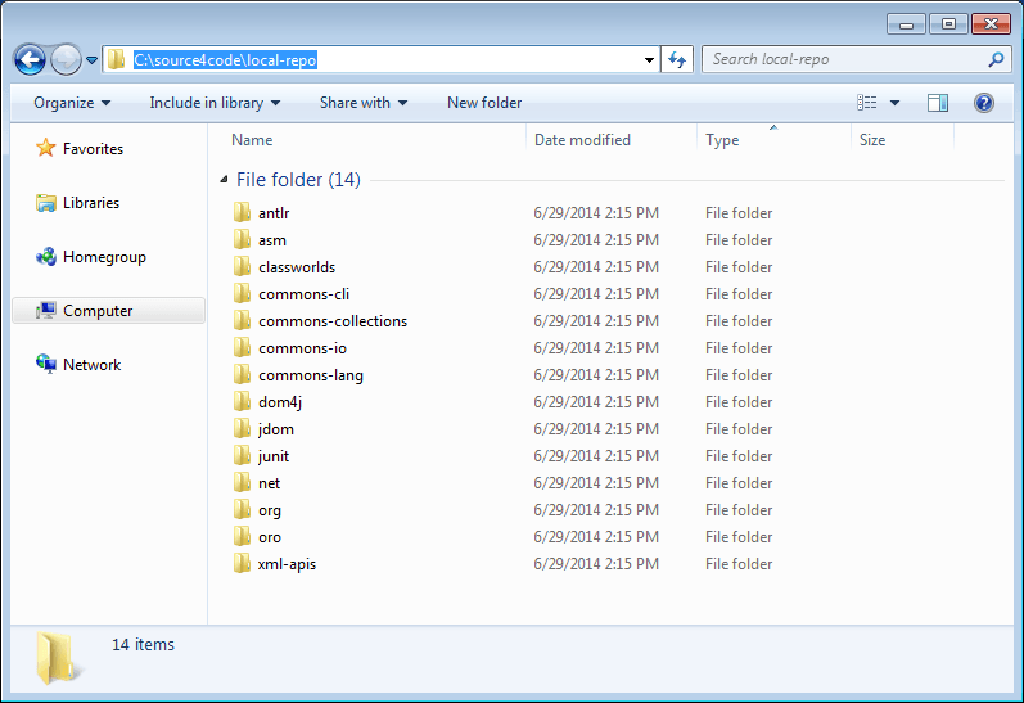 C:\source4code\local-repo
Search local-repo
Organize Include in library Share with New folder
Favorites
Libraries
Homegroup
Computer
Network
Name Date modified Type Size
File folder (14)
antlr 6/29/2014 2:15 PM File folder
asm 6/29/2014 2:15 PM File folder
classworlds 6/29/2014 2:15 PM File folder
commons-cli 6/29/2014 2:15 PM File folder
commons-collections 6/29/2014 2:15 PM File folder
commons-io 6/29/2014 2:15 PM File folder
commons-lang 6/29/2014 2:15 PM File folder
dom4j 6/29/2014 2:15 PM File folder
jdom 6/29/2014 2:15 PM File folder
junit 6/29/2014 2:15 PM File folder
net 6/29/2014 2:15 PM File folder
org 6/29/2014 2:15 PM File folder
oro 6/29/2014 2:15 PM File folder
xml-apis 6/29/2014 2:15 PM File folder
14 items